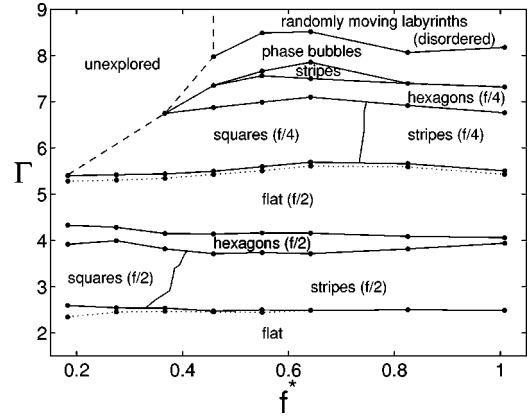 9
8
7
6
5
4
3
2
Γ
randomly moving labyrinths
(disordered)
phase bubbles
stripes
unexplored
hexagons (f/4)
squares (f/4)
stripes (f/4)
flat (f/2)
hexagons (f/2)
squares (f/2)
stripes (f/2)
flat
0.2
0.4
0.6
0.8
1
f*